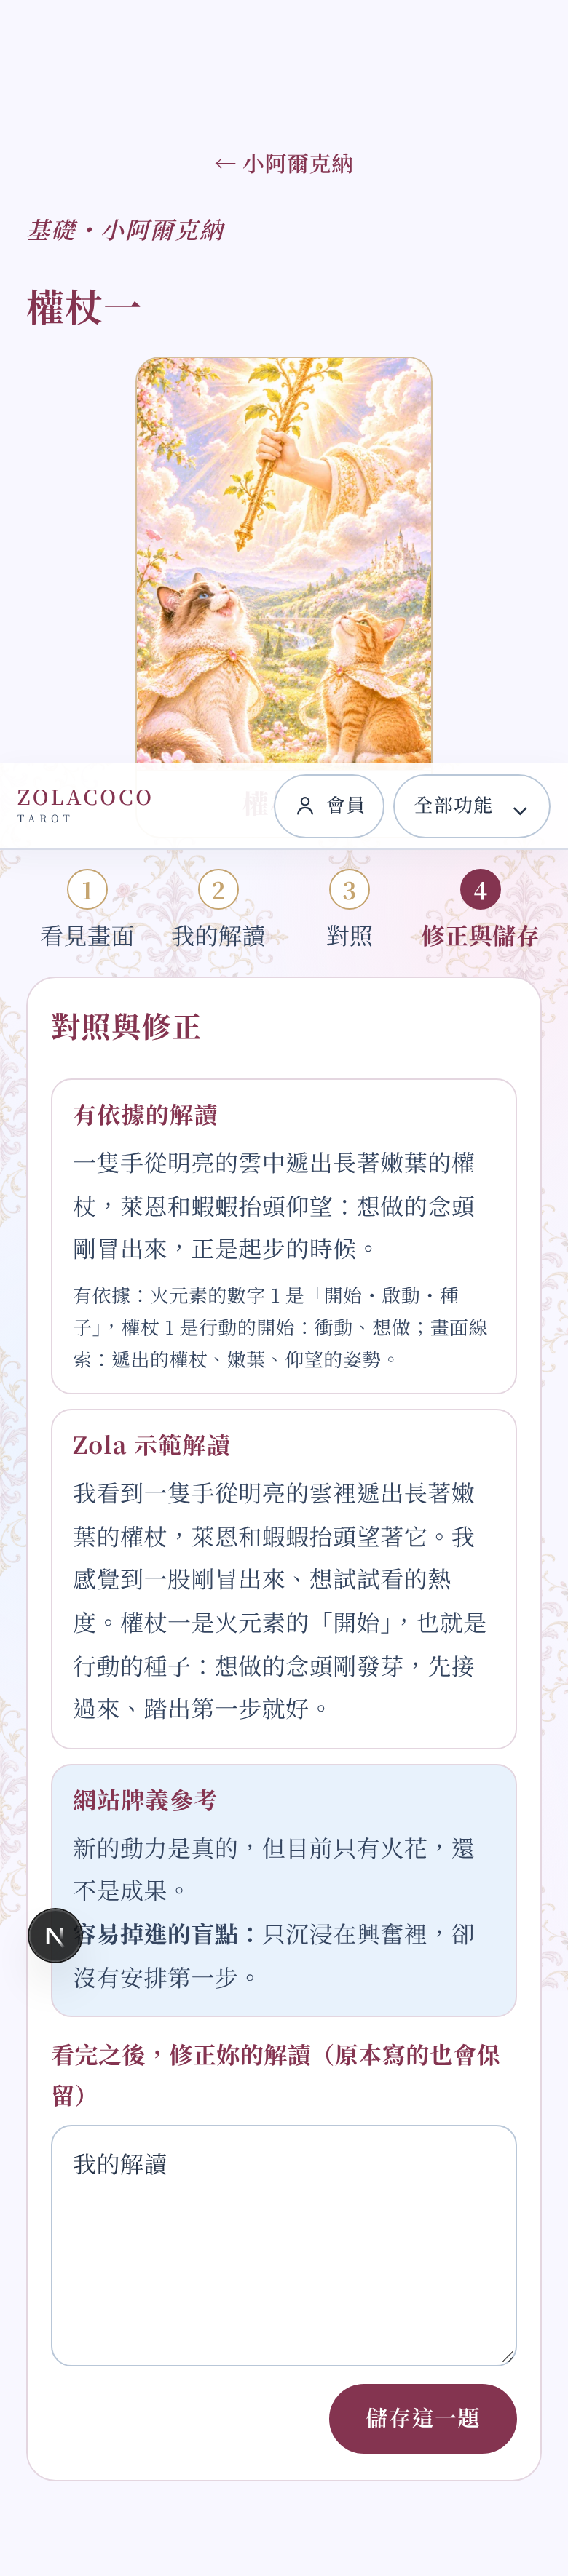 ← 小阿爾克納
基礎・小阿爾克納
權杖一
ZOLACOCO
TAROT
權
會員
全部功能
1
看見畫面
2
我的解讀
3
對照
4
修正與儲存
對照與修正
有依據的解讀
一隻手從明亮的雲中遞出長著嫩葉的權
杖，萊恩和蝦蝦抬頭仰望：想做的念頭
剛冒出來，正是起步的時候。
有依據：火元素的數字 1 是「開始・啟動・種
子」，權杖 1 是行動的開始：衝動、想做；畫面線
索：遞出的權杖、嫩葉、仰望的姿勢。
Zola 示範解讀
我看到一隻手從明亮的雲裡遞出長著嫩
葉的權杖，萊恩和蝦蝦抬頭望著它。我
感覺到一股剛冒出來、想試試看的熱
度。權杖一是火元素的「開始」，也就是
行動的種子：想做的念頭剛發芽，先接
過來、踏出第一步就好。
網站牌義參考
新的動力是真的，但目前只有火花，還
不是成果。
容易掉進的盲點：只沉浸在興奮裡，卻
沒有安排第一步。
N
看完之後，修正妳的解讀（原本寫的也會保
留）
我的解讀
儲存這一題